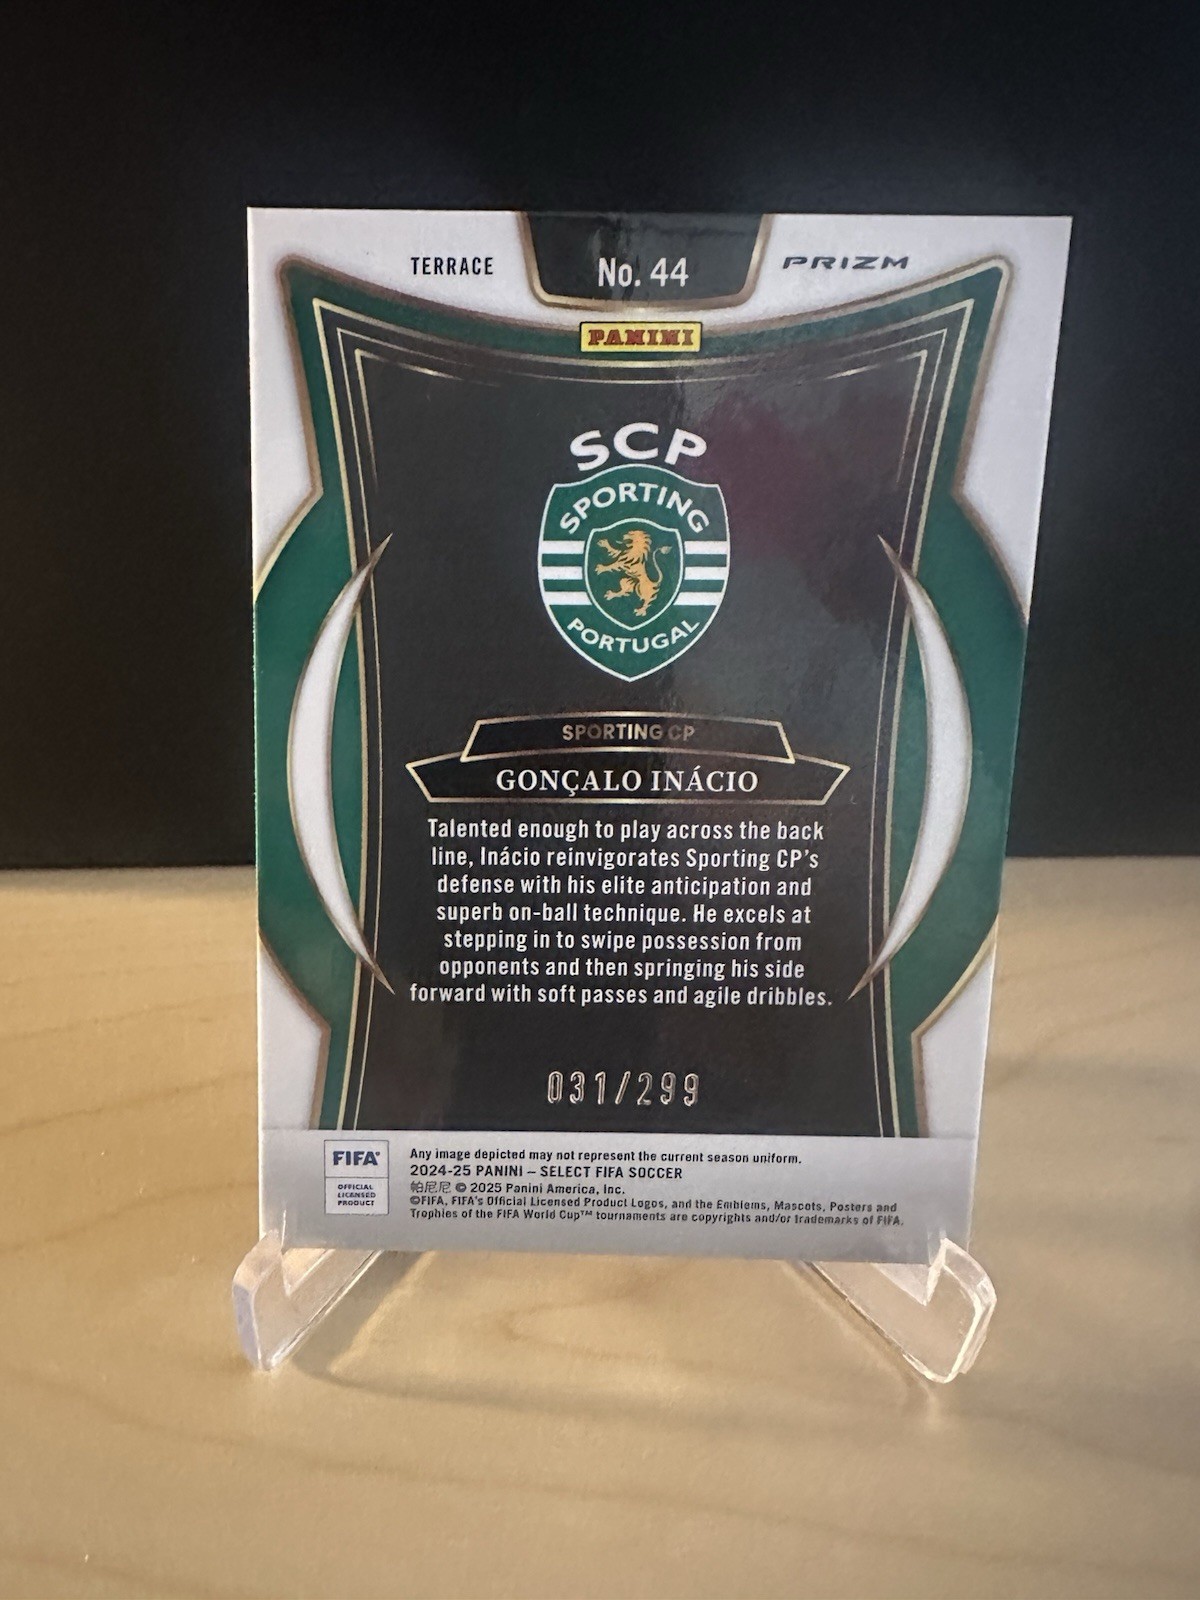 TERRACE
No. 44
PRIZM
PANINI
SCP
SPORTING
PORTUGAL
SPORTING CP
GONÇALO INÁCIO
Talented enough to play across the back
line, Inácio reinvigorates Sporting CP's
defense with his elite anticipation and
superb on-ball technique. He excels at
stepping in to swipe possession from
opponents and then springing his side
forward with soft passes and agile dribbles.
031/299
FIFA®
OFFICIAL
LICENSED
PRODUCT
Any image depicted may not represent the current season uniform.
2024-25 PANINI – SELECT FIFA SOCCER
帕尼尼 © 2025 Panini America, Inc.
©FIFA, FIFA's Official Licensed Product Logos, and the Emblems, Mascots, Posters and
Trophies of the FIFA World Cup™ tournaments are copyrights and/or trademarks of FIFA.